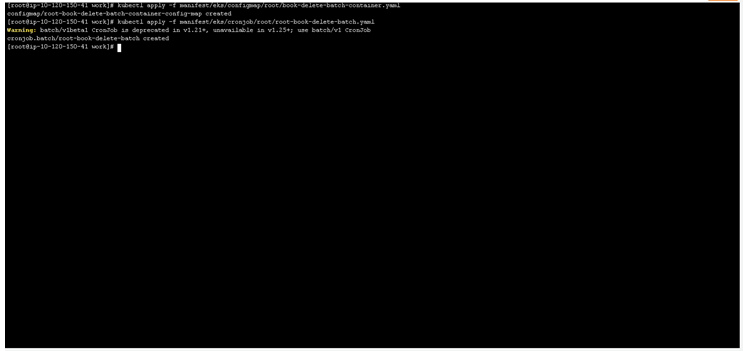 [root@ip-10-120-150-41 work]# kubectl apply -f manifest/eks/configmap/root/book-delete-batch-container.yaml
configmap/root-book-delete-batch-container-config-map created
[root@ip-10-120-150-41 work]# kubectl apply -f manifest/eks/cronjob/root/root-book-delete-batch.yaml
Warning: batch/v1beta1 CronJob is deprecated in v1.21+, unavailable in v1.25+; use batch/v1 CronJob
cronjob.batch/root-book-delete-batch created
[root@ip-10-120-150-41 work]#